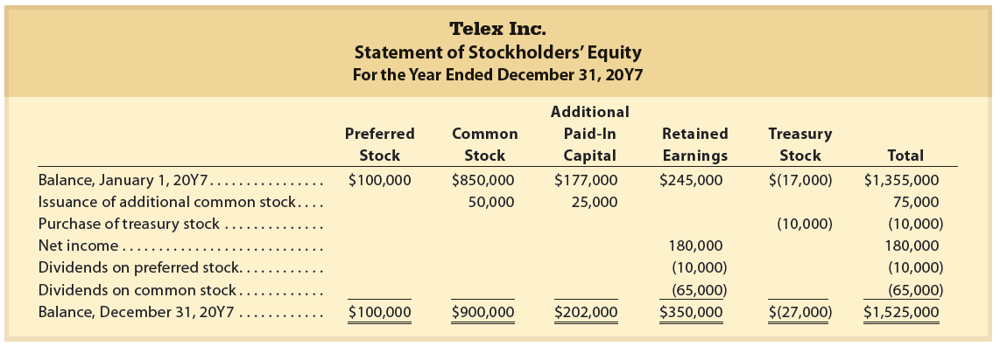 Telex Inc.
Statement of Stockholders' Equity
For the Year Ended December 31, 20Y7
Additional
Preferred Common Paid-In Retained Treasury
Stock Stock Capital Earnings Stock Total
Balance, January 1, 20Y7................ $100,000 $850,000 $177,000 $245,000 $(17,000) $1,355,000
Issuance of additional common stock.... 50,000 25,000 75,000
Purchase of treasury stock .............. (10,000) (10,000)
Net income ............................ 180,000 180,000
Dividends on preferred stock............ (10,000) (10,000)
Dividends on common stock............ (65,000) (65,000)
Balance, December 31, 20Y7 ............ $100,000 $900,000 $202,000 $350,000 $(27,000) $1,525,000